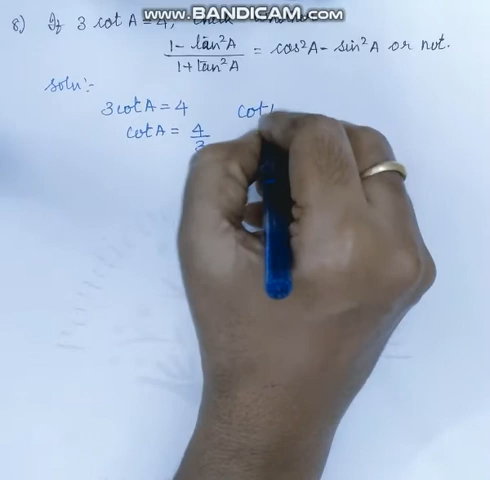 WWW.BANDICAM.COM
8) If 3 cot A = 4,
1 - tan²A / 1 + tan²A = cos²A - sin²A or not.
Soln:-
3 cot A = 4 cot
cot A = 4/3